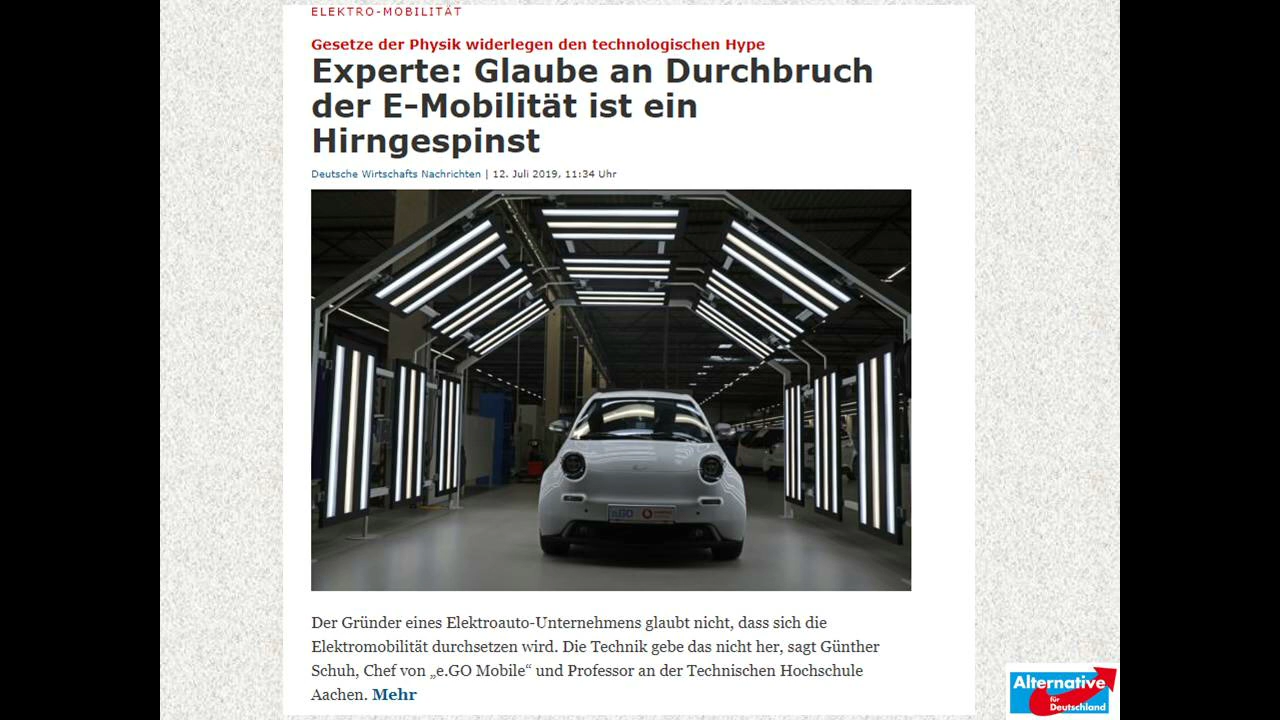 ELEKTRO-MOBILITÄT
Gesetze der Physik widerlegen den technologischen Hype
Experte: Glaube an Durchbruch
der E-Mobilität ist ein
Hirngespinst
Deutsche Wirtschafts Nachrichten | 12. Juli 2019, 11:34 Uhr
e.GO
Der Gründer eines Elektroauto-Unternehmens glaubt nicht, dass sich die
Elektromobilität durchsetzen wird. Die Technik gebe das nicht her, sagt Günther
Schuh, Chef von „e.GO Mobile“ und Professor an der Technischen Hochschule
Aachen. Mehr
Alternative
für
Deutschland